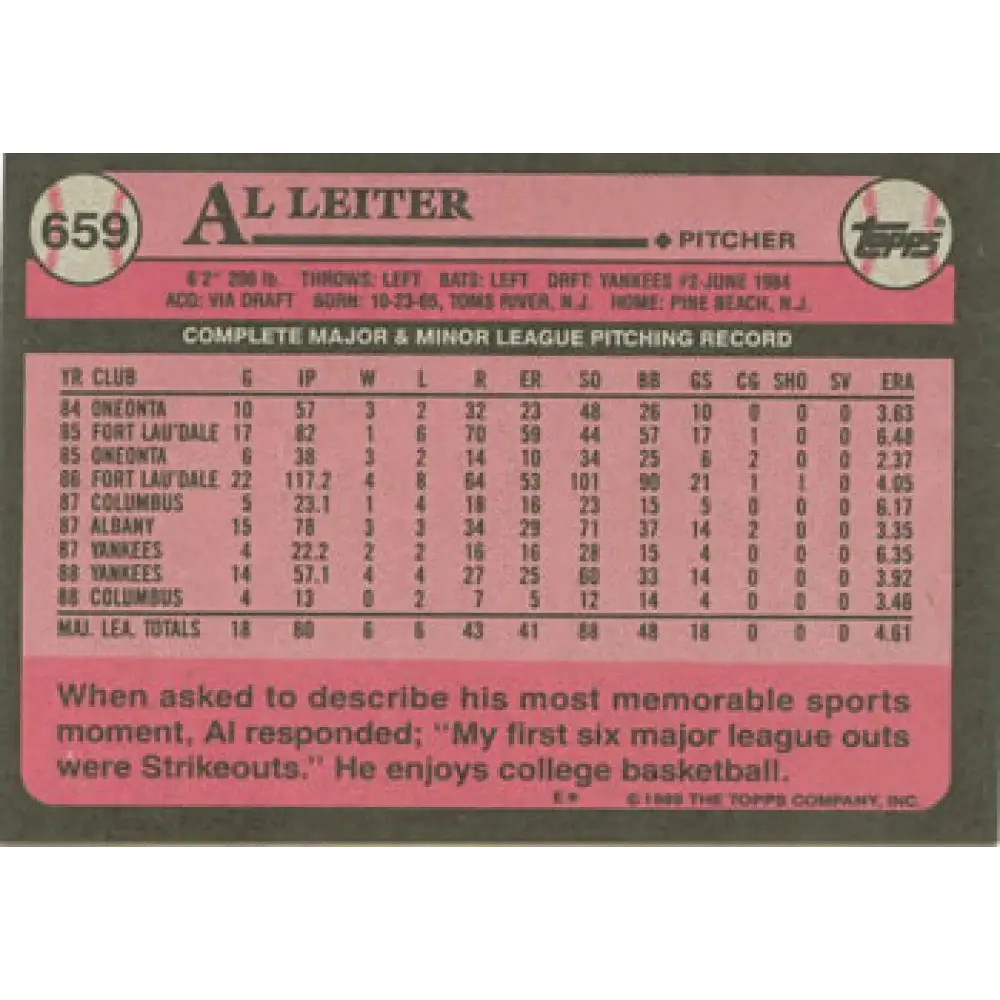 659
AL LEITER
PITCHER
TOPPS®
6'2" 200 lb. THROWS: LEFT BATS: LEFT DRFT: YANKEES #2-JUNE 1984
ACQ: VIA DRAFT BORN: 10-23-65, TOMS RIVER, N.J. HOME: PINE BEACH, N.J.
COMPLETE MAJOR & MINOR LEAGUE PITCHING RECORD
YR CLUB G IP W L R ER SO BB GS CG SHO SV ERA
84 ONEONTA 10 57 3 2 32 23 48 26 10 0 0 0 3.63
85 FORT LAU'DALE 17 82 1 6 70 59 44 57 17 1 0 0 6.48
85 ONEONTA 6 38 3 2 14 10 34 25 6 2 0 0 2.37
86 FORT LAU'DALE 22 117.2 4 8 64 53 101 90 21 1 1 0 4.05
87 COLUMBUS 5 23.1 1 4 18 16 23 15 5 0 0 0 6.17
87 ALBANY 15 78 3 3 34 29 71 37 14 2 0 0 3.35
87 YANKEES 4 22.2 2 2 16 16 28 15 4 0 0 0 6.35
88 YANKEES 14 57.1 4 4 27 25 60 33 14 0 0 0 3.92
88 COLUMBUS 4 13 0 2 7 5 12 14 4 0 0 0 3.46
MAJ. LEA. TOTALS 18 80 6 6 43 41 88 48 18 0 0 0 4.61
When asked to describe his most memorable sports
moment, Al responded; "My first six major league outs
were Strikeouts." He enjoys college basketball.
E* © 1989 THE TOPPS COMPANY, INC.